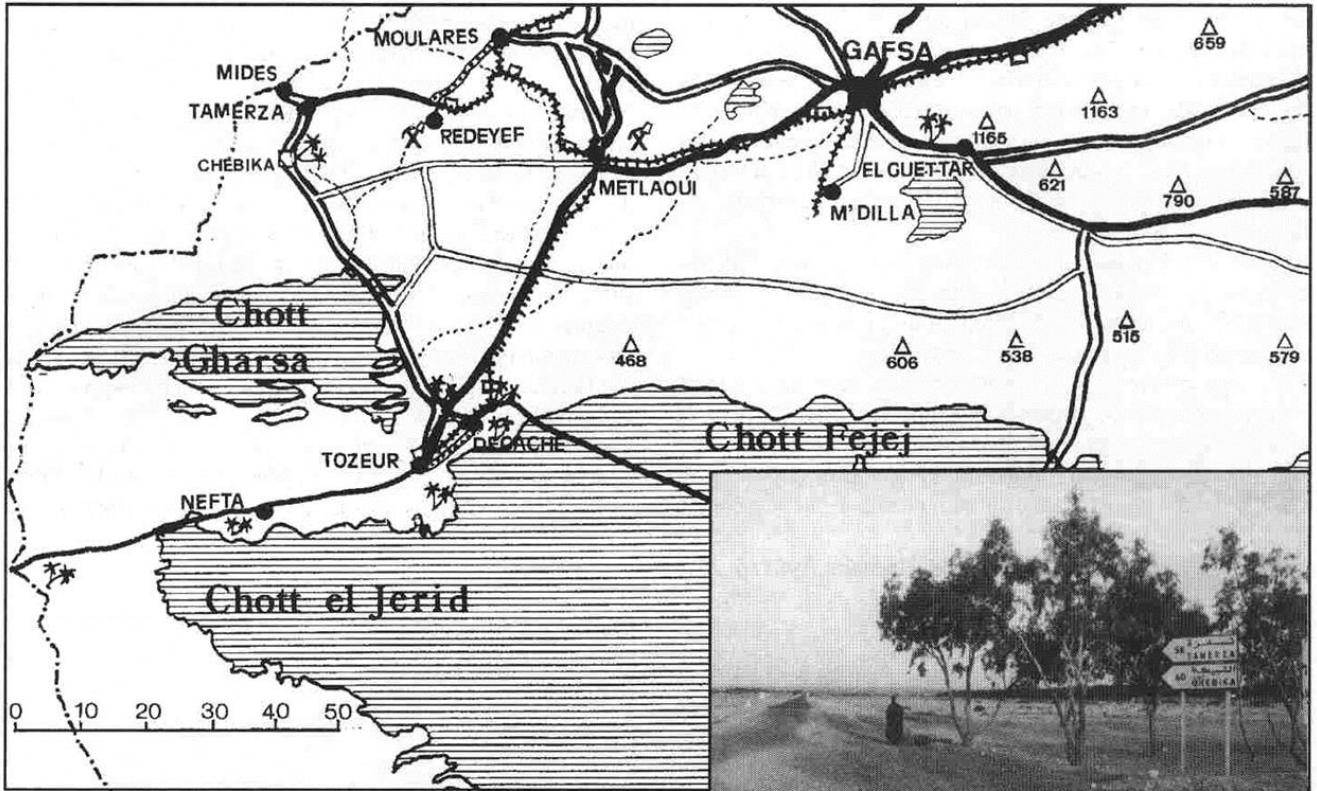 MOULARES
GAFSA
659
MIDES
TAMERZA
1163
REDEYEF
1165
CHEBIKA
EL GUETTAR
METLAOUI
621
587
M'DILLA
790
Chott
Gharsa
515
468
606
538
579
DEGACHE
Chott Fejej
TOZEUR
NEFTA
Chott el Jerid
TAMERZA
40
CHEBIKA
0 10 20 30 40 50